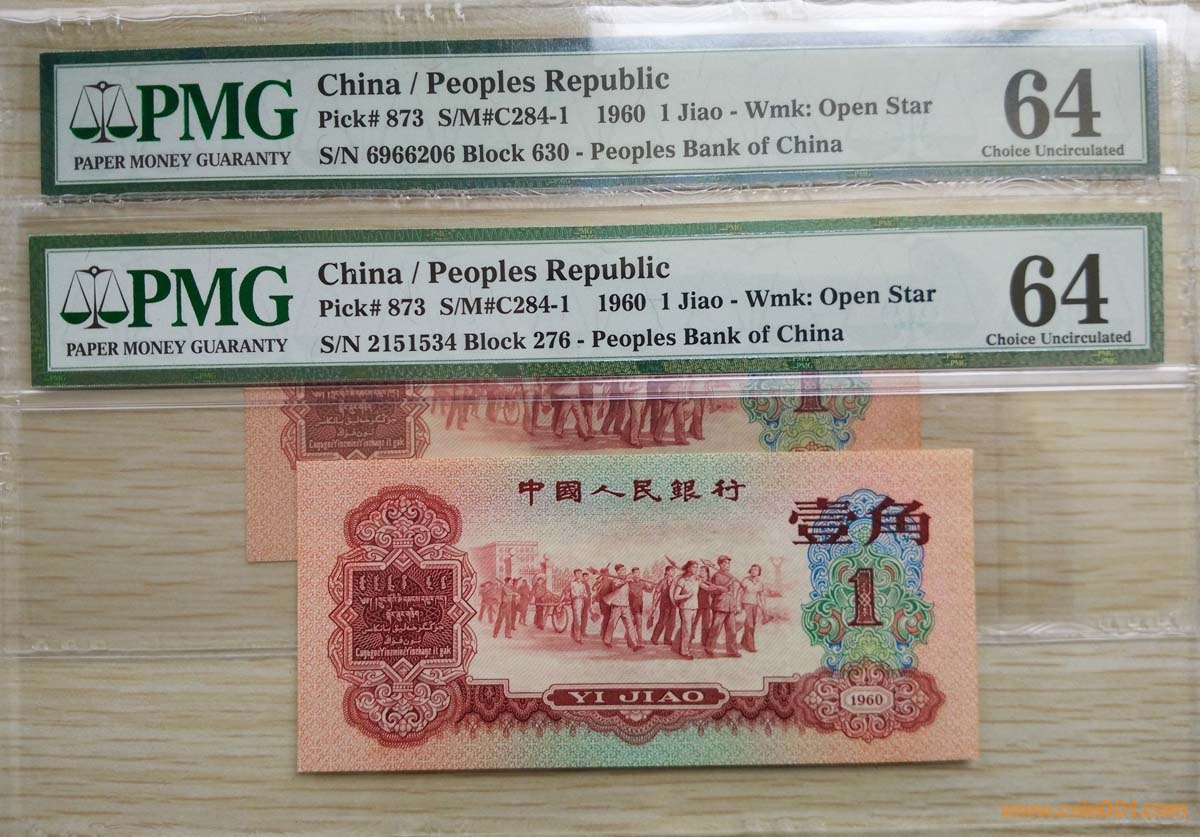 PMG
PAPER MONEY GUARANTY
China / Peoples Republic
Pick# 873 S/M#C284-1 1960 1 Jiao - Wmk: Open Star
S/N 6966206 Block 630 - Peoples Bank of China
64
Choice Uncirculated
PMG
PAPER MONEY GUARANTY
China / Peoples Republic
Pick# 873 S/M#C284-1 1960 1 Jiao - Wmk: Open Star
S/N 2151534 Block 276 - Peoples Bank of China
64
Choice Uncirculated
1
中國人民銀行
壹角
1
YI JIAO
1960
www.coin001.com